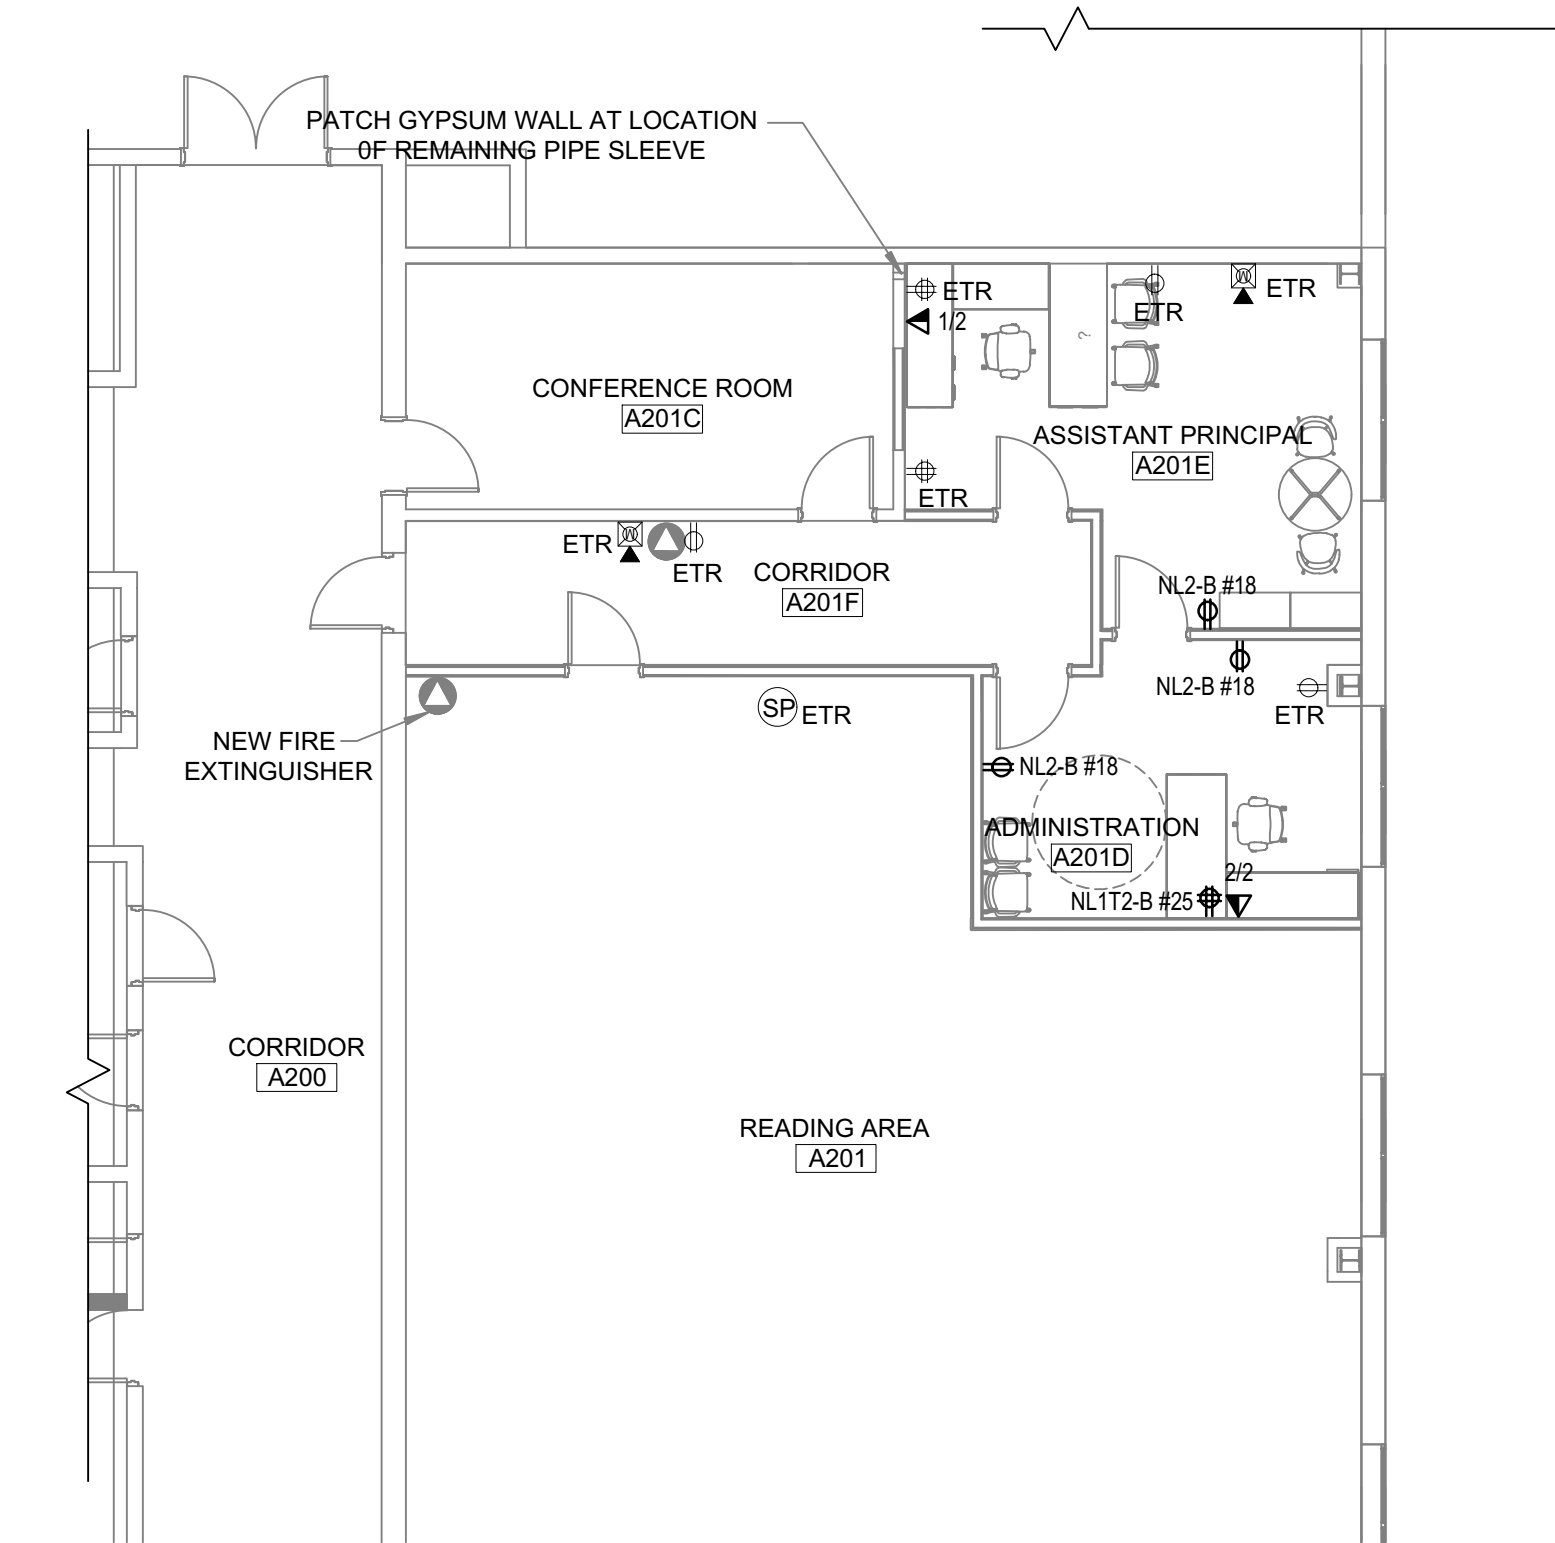 PATCH GYPSUM WALL AT LOCATION
0F REMAINING PIPE SLEEVE
ETR
1/2
ETR
ETR
?
CONFERENCE ROOM
A201C
ASSISTANT PRINCIPAL
A201E
ETR
ETR
ETR
CORRIDOR
A201F
NL2-B #18
NL2-B #18
ETR
SP
ETR
NEW FIRE
EXTINGUISHER
NL2-B #18
ADMINISTRATION
A201D
2/2
NL1T2-B #25
CORRIDOR
A200
READING AREA
A201